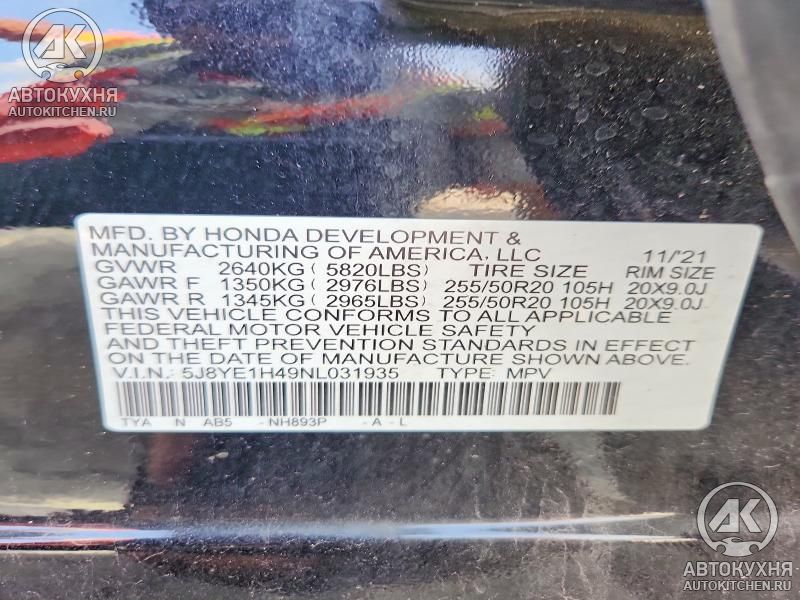 АК
АВТОКУХНЯ
AUTOKITCHEN.RU
MFD. BY HONDA DEVELOPMENT &
MANUFACTURING OF AMERICA, LLC 11/'21
GVWR 2640KG ( 5820LBS) TIRE SIZE RIM SIZE
GAWR F 1350KG ( 2976LBS) 255/50R20 105H 20X9.0J
GAWR R 1345KG ( 2965LBS) 255/50R20 105H 20X9.0J
THIS VEHICLE CONFORMS TO ALL APPLICABLE
FEDERAL MOTOR VEHICLE SAFETY
AND THEFT PREVENTION STANDARDS IN EFFECT
ON THE DATE OF MANUFACTURE SHOWN ABOVE.
V.I.N.: 5J8YE1H49NL031935 TYPE: MPV
TYA N AB5 - NH893P - A - L
АК
АВТОКУХНЯ
AUTOKITCHEN.RU